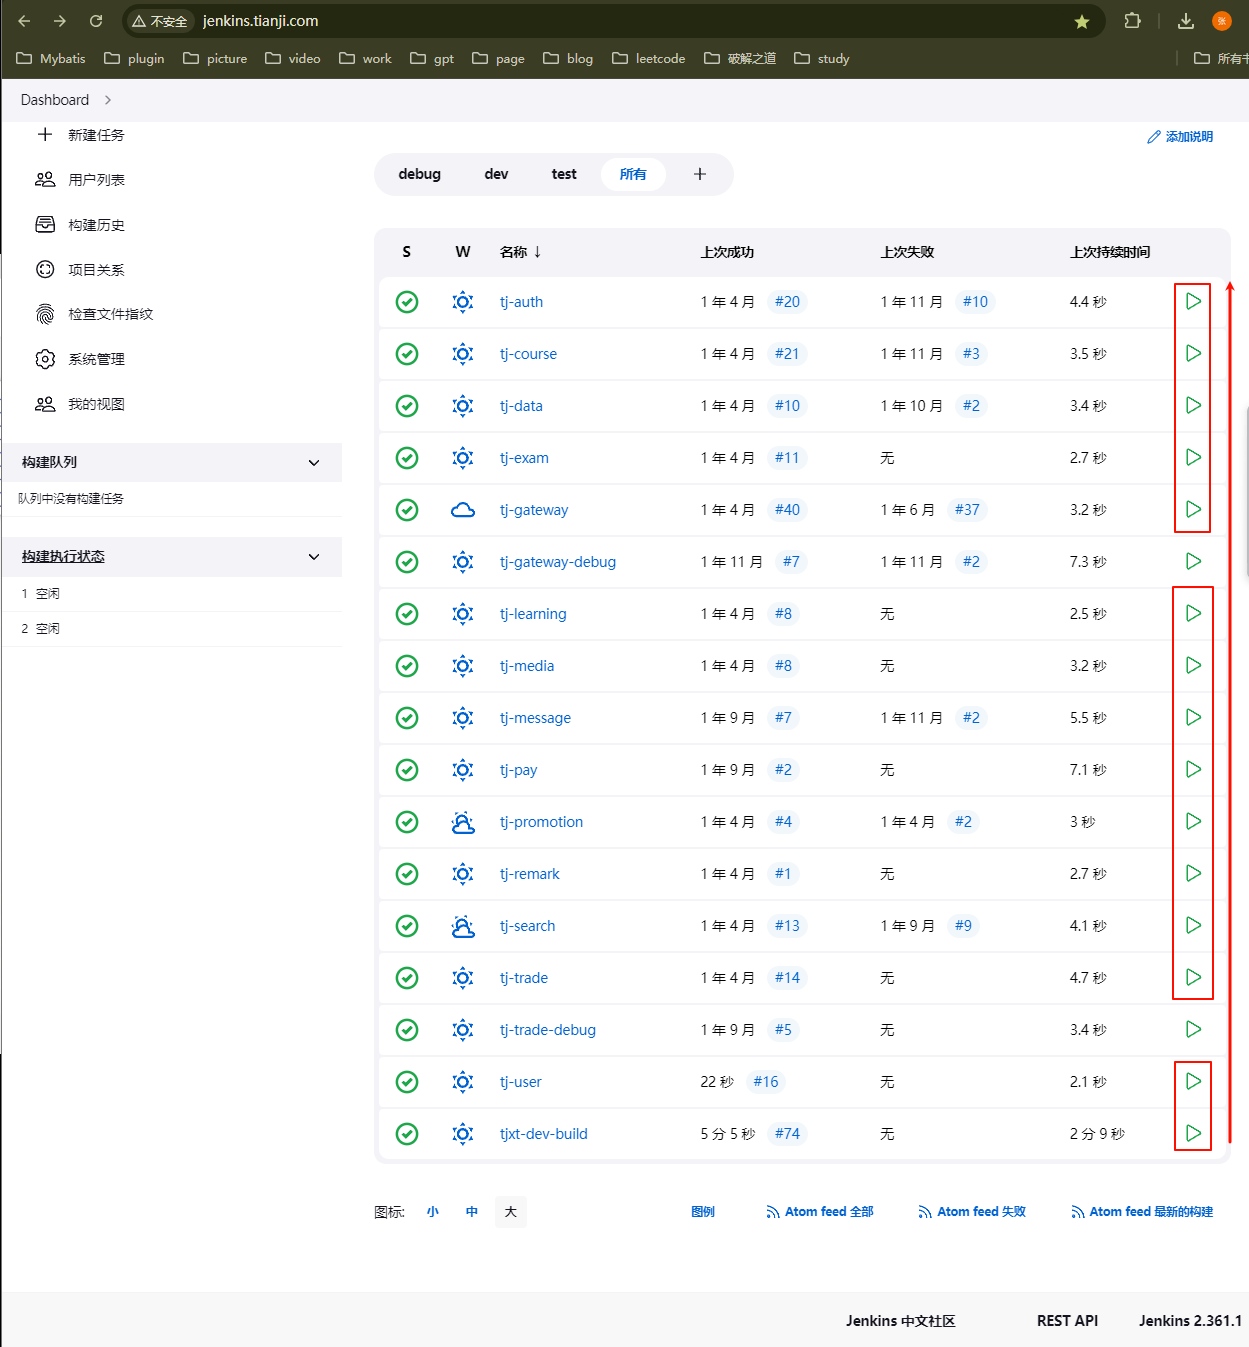 不安全 jenkins.tianji.com 张
Mybatis plugin picture video work gpt page blog leetcode 破解之道 study 所有书
Dashboard
新建任务
用户列表
构建历史
项目关系
检查文件指纹
系统管理
我的视图
构建队列
队列中没有构建任务
构建执行状态
1 空闲
2 空闲
添加说明
debug dev test 所有 +
S W 名称 ↓ 上次成功 上次失败 上次持续时间
tj-auth 1 年 4 月 #20 1 年 11 月 #10 4.4 秒
tj-course 1 年 4 月 #21 1 年 11 月 #3 3.5 秒
tj-data 1 年 4 月 #10 1 年 10 月 #2 3.4 秒
tj-exam 1 年 4 月 #11 无 2.7 秒
tj-gateway 1 年 4 月 #40 1 年 6 月 #37 3.2 秒
tj-gateway-debug 1 年 11 月 #7 1 年 11 月 #2 7.3 秒
tj-learning 1 年 4 月 #8 无 2.5 秒
tj-media 1 年 4 月 #8 无 3.2 秒
tj-message 1 年 9 月 #7 1 年 11 月 #2 5.5 秒
tj-pay 1 年 9 月 #2 无 7.1 秒
tj-promotion 1 年 4 月 #4 1 年 4 月 #2 3 秒
tj-remark 1 年 4 月 #1 无 2.7 秒
tj-search 1 年 4 月 #13 1 年 9 月 #9 4.1 秒
tj-trade 1 年 4 月 #14 无 4.7 秒
tj-trade-debug 1 年 9 月 #5 无 3.4 秒
tj-user 22 秒 #16 无 2.1 秒
tjxt-dev-build 5 分 5 秒 #74 无 2 分 9 秒
图标: 小 中 大 图例 Atom feed 全部 Atom feed 失败 Atom feed 最新的构建
Jenkins 中文社区 REST API Jenkins 2.361.1